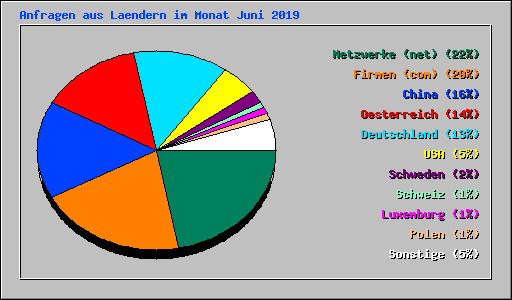 Anfragen aus Laendern im Monat Juni 2019
Netzwerke (net) (22%)
Firmen (com) (20%)
China (16%)
Oesterreich (14%)
Deutschland (13%)
USA (5%)
Schweden (2%)
Schweiz (1%)
Luxemburg (1%)
Polen (1%)
Sonstige (5%)